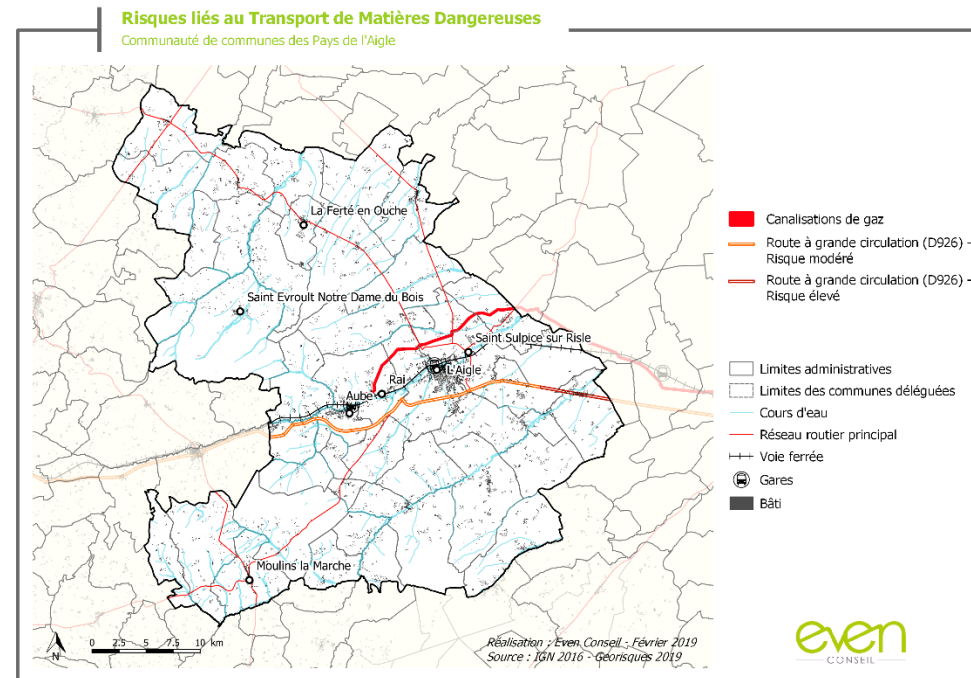 Risques liés au Transport de Matières Dangereuses
Communauté de communes des Pays de l'Aigle
La Ferté en Ouche
Saint Evroult Notre Dame du Bois
Saint Sulpice sur Risle
L'Aigle
Rai
Aube
Moulins la Marche
Canalisations de gaz
Route à grande circulation (D926) -
Risque modéré
Route à grande circulation (D926) -
Risque élevé
Limites administratives
Limites des communes déléguées
Cours d'eau
Réseau routier principal
Voie ferrée
Gares
Bâti
N
0 2.5 5 7.5 10 km
Réalisation : Even Conseil - Février 2019
Source : IGN 2016 - Géorisques 2019
even
CONSEIL